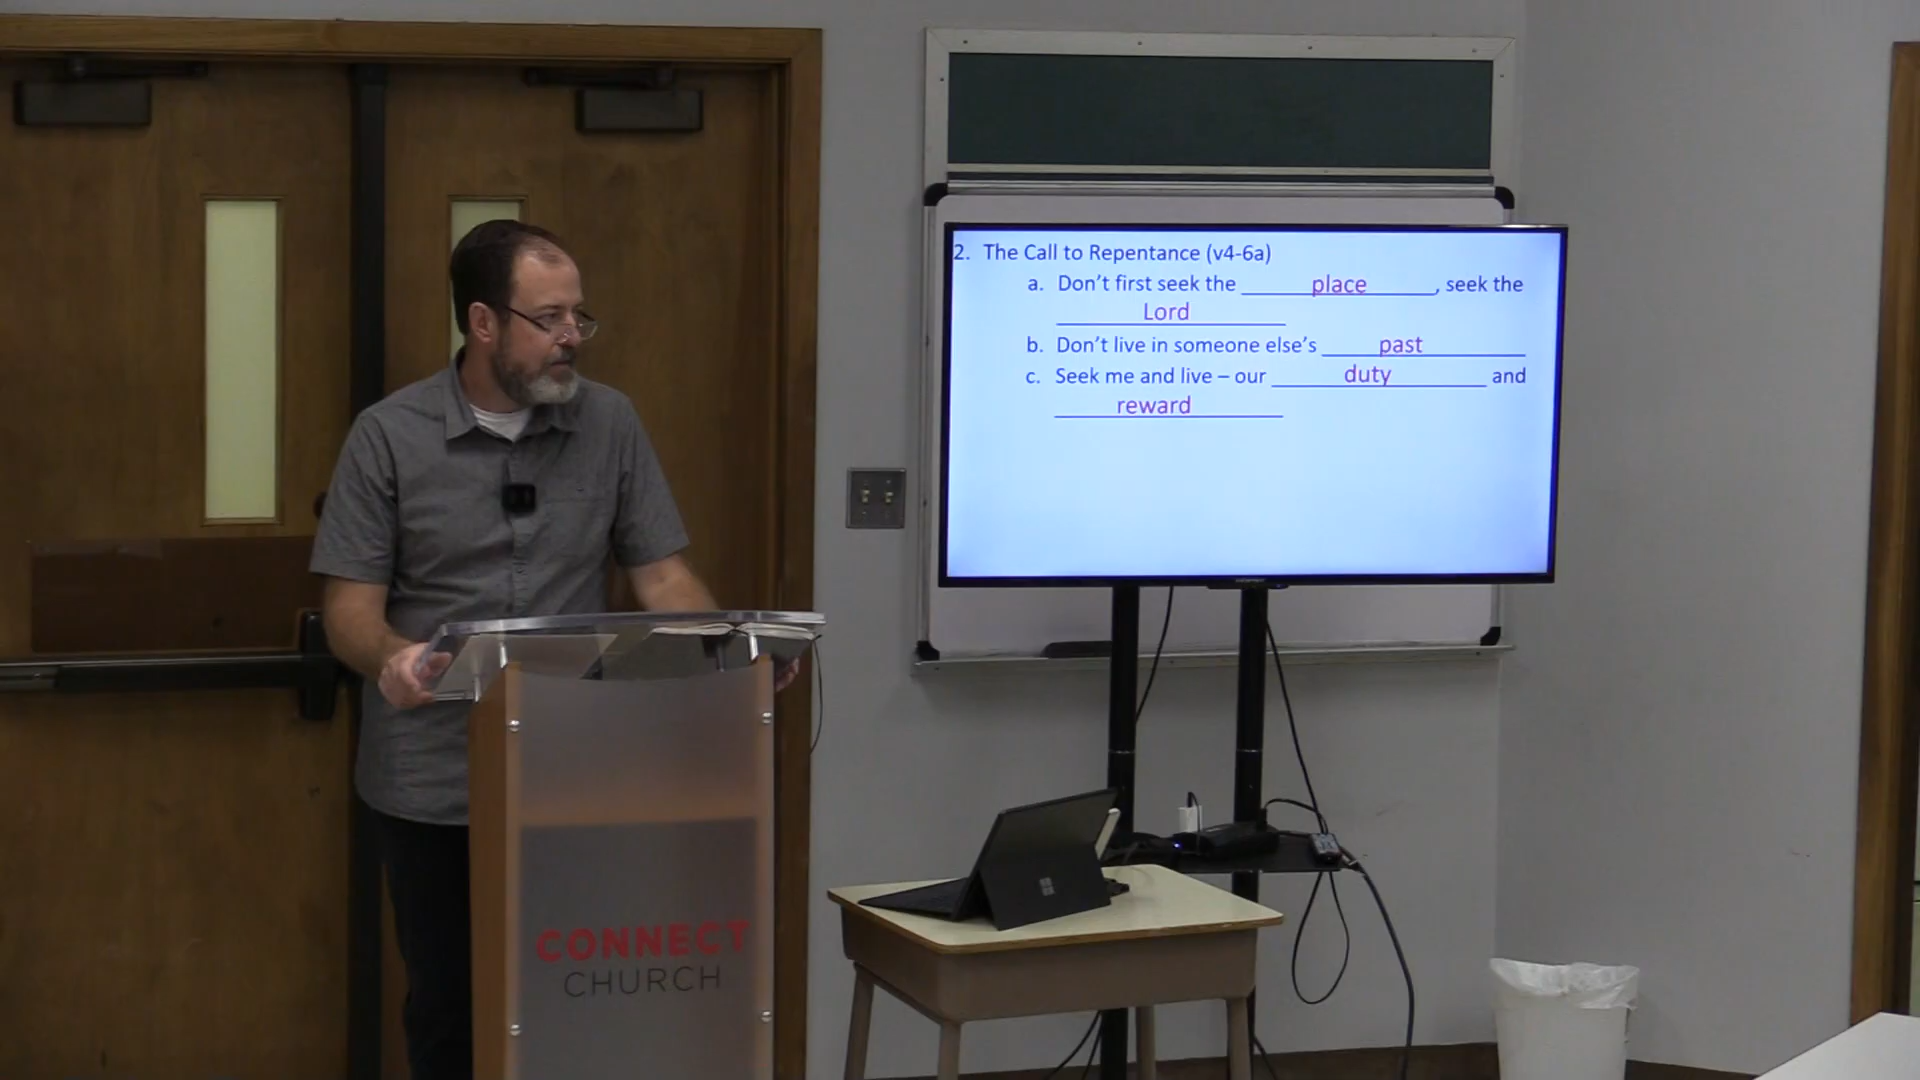 2. The Call to Repentance (v4-6a)
a. Don't first seek the place, seek the
Lord
b. Don't live in someone else's past
c. Seek me and live – our duty and
reward
CONNECT
CHURCH